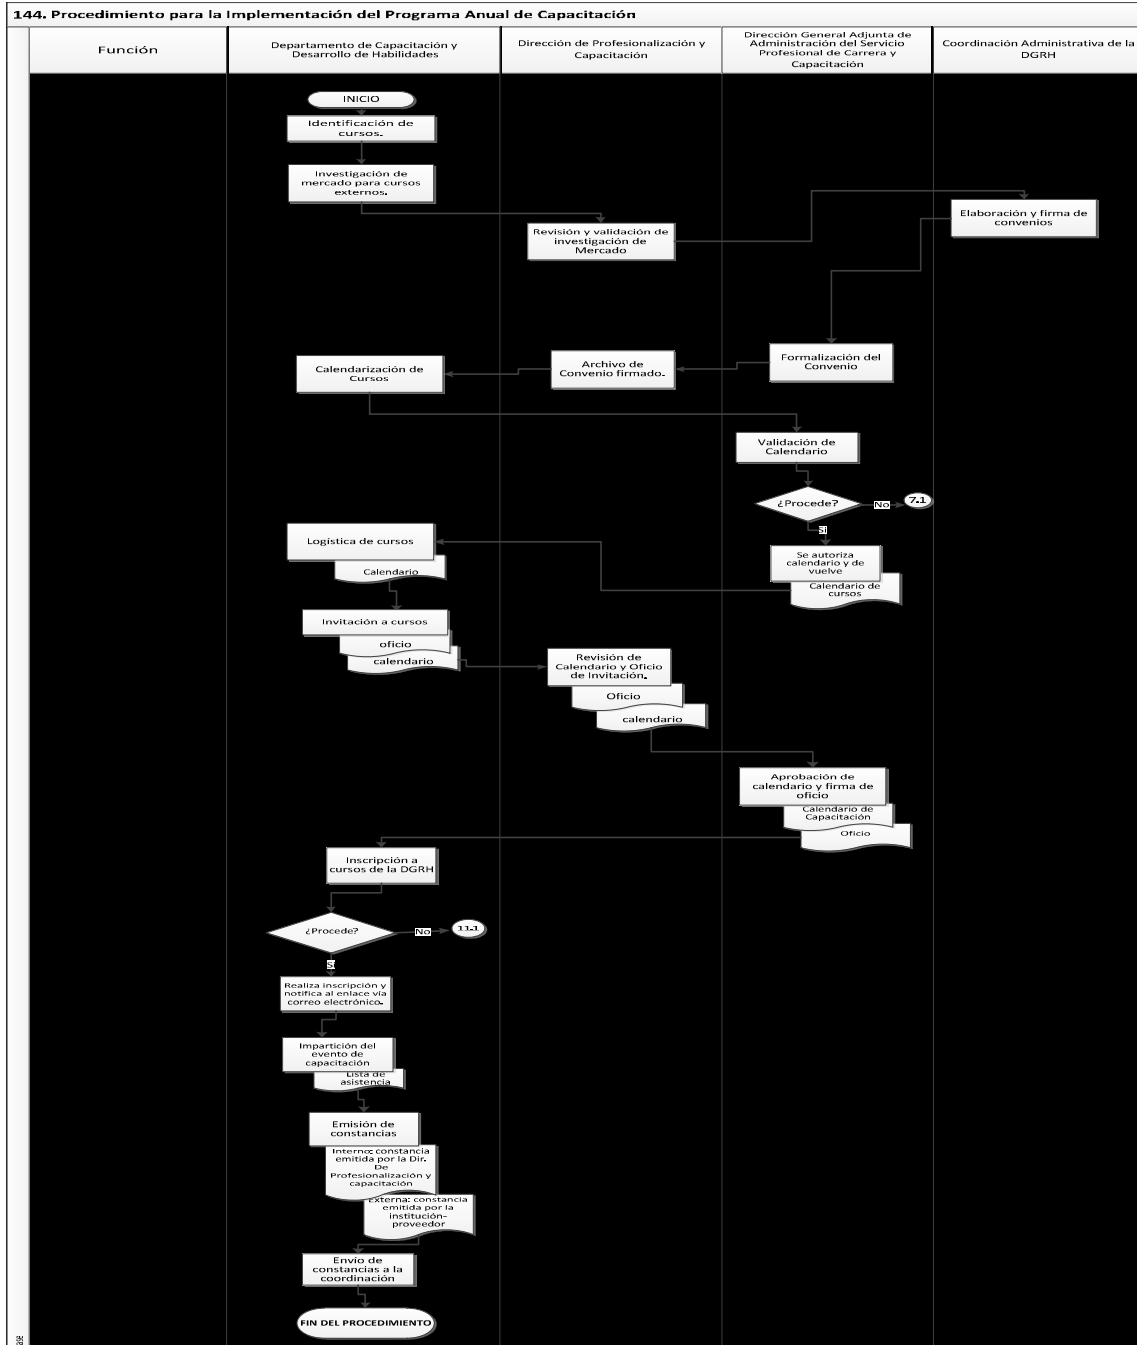 144. Procedimiento para la Implementación del Programa Anual de Capacitación
Función
Departamento de Capacitación y
Desarrollo de Habilidades
Dirección de Profesionalización y
Capacitación
Dirección General Adjunta de
Administración del Servicio
Profesional de Carrera y
Capacitación
Coordinación Administrativa de la
DGRH
INICIO
Identificación de
cursos.
Investigación de
mercado para cursos
externos.
Revisión y validación de
investigación de
Mercado
Elaboración y firma de
convenios
Formalización del
Convenio
Archivo de
Convenio firmado.
Calendarización de
Cursos
Validación de
Calendario
¿Procede?
No
7.1
Si
Se autoriza
calendario y de
vuelve
Calendario de
cursos
Logística de cursos
Calendario
Invitación a cursos
oficio
calendario
Revisión de
Calendario y Oficio
de Invitación.
Oficio
calendario
Aprobación de
calendario y firma de
oficio
Calendario de
Capacitación
Oficio
Inscripción a
cursos de la DGRH
¿Procede?
No
11.1
Si
Realiza inscripción y
notifica al enlace vía
correo electrónico.
Impartición del
evento de
capacitación
Lista de
asistencia
Emisión de
constancias
Interno: constancia
emitida por la Dir.
De
Profesionalización y
capacitación
Externa: constancia
emitida por la
institución-
proveedor
Envío de
constancias a la
coordinación
FIN DEL PROCEDIMIENTO